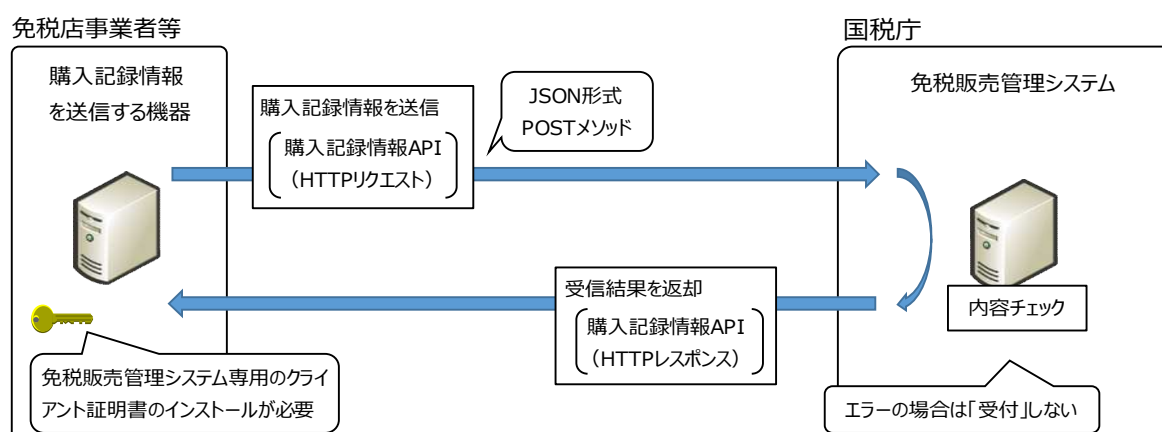 免税店事業者等
購入記録情報
を送信する機器
購入記録情報を送信
購入記録情報API
（HTTPリクエスト）
JSON形式
POSTメソッド
国税庁
免税販売管理システム
内容チェック
受信結果を返却
購入記録情報API
（HTTPレスポンス）
免税販売管理システム専用のクライ
アント証明書のインストールが必要
エラーの場合は「受付」しない